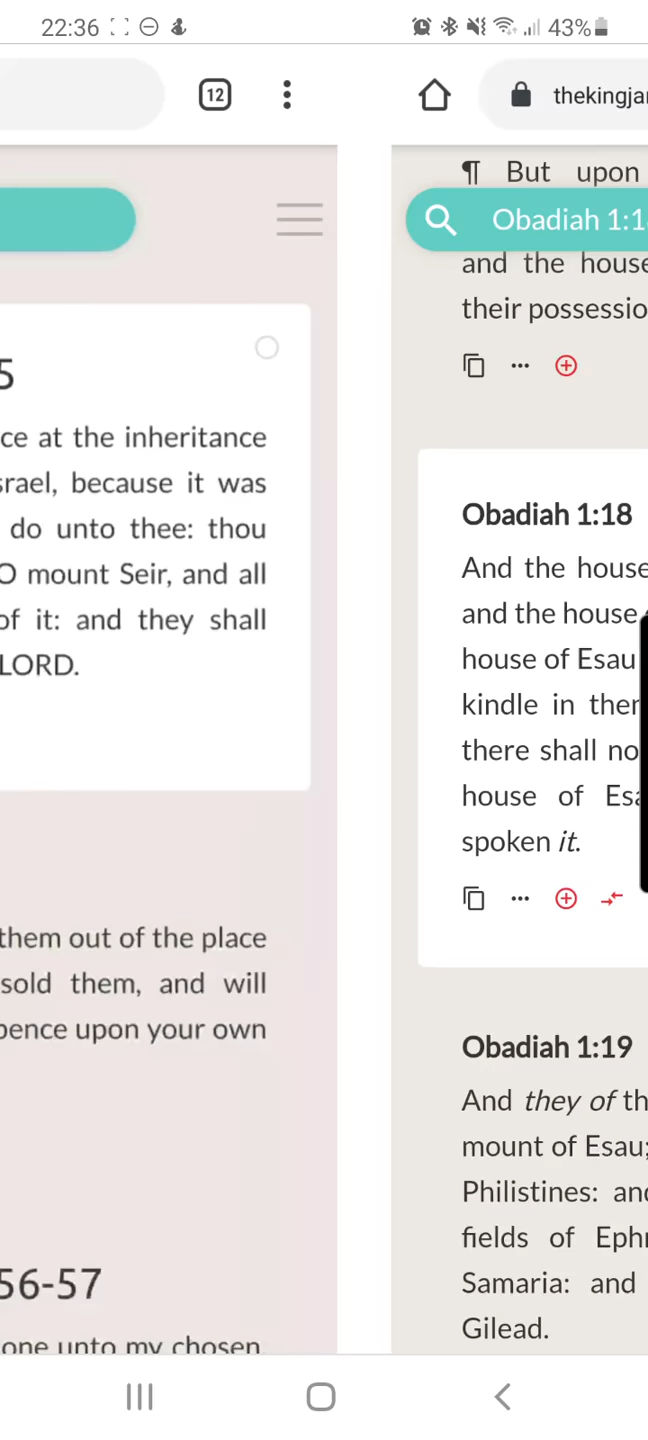 22:36
43%
12
thekingja
5
ce at the inheritance
srael, because it was
do unto thee: thou
O mount Seir, and all
of it: and they shall
LORD.
them out of the place
sold them, and will
pence upon your own
56-57
one unto my chosen
¶ But upon
Obadiah 1:1
and the house
their possessio
Obadiah 1:18
And the house
and the house
house of Esau
kindle in ther
there shall no
house of Esa
spoken it.
Obadiah 1:19
And they of th
mount of Esau;
Philistines: and
fields of Ephr
Samaria: and
Gilead.